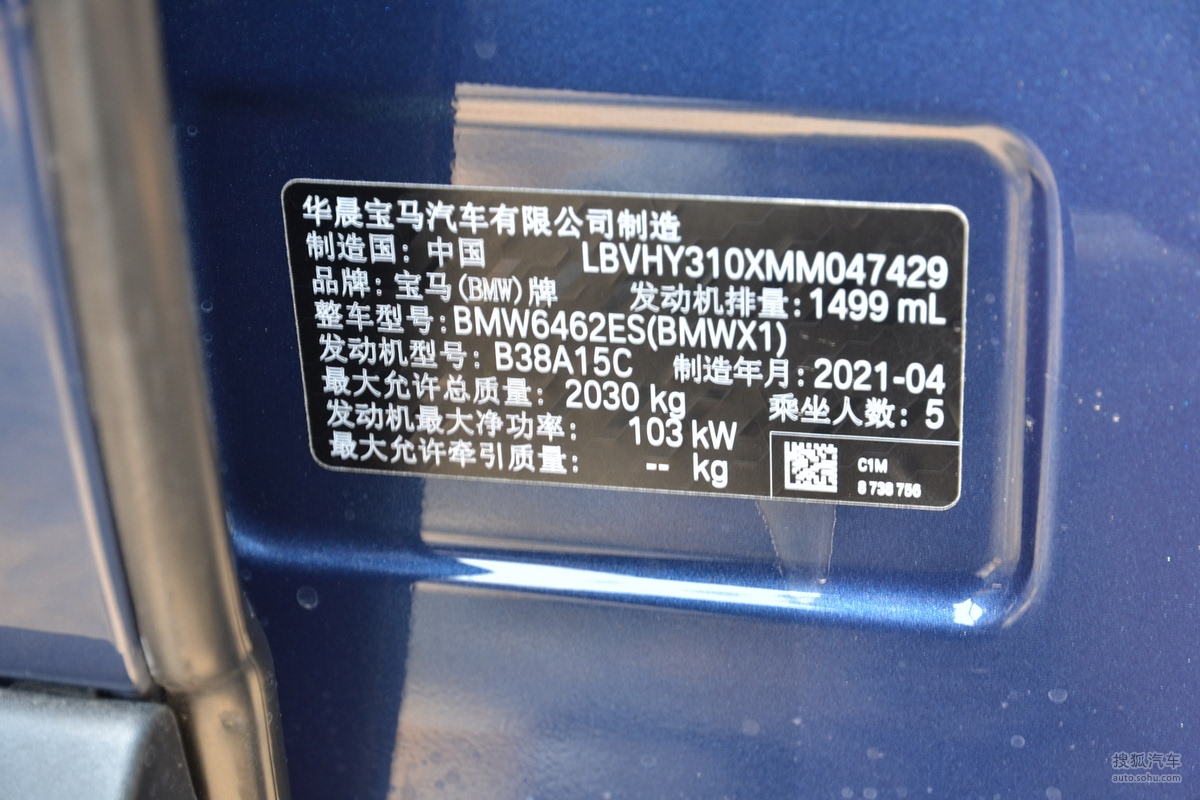 华晨宝马汽车有限公司制造
制造国：中国 LBVHY310XMM047429
品牌：宝马(BMW)牌 发动机排量：1499 mL
整车型号：BMW6462ES(BMWX1)
发动机型号：B38A15C 制造年月：2021-04
最大允许总质量：2030 kg 乘坐人数：5
发动机最大净功率：103 kW
最大允许牵引质量：-- kg
C1M
8 738 756
搜狐汽车
auto.sohu.com